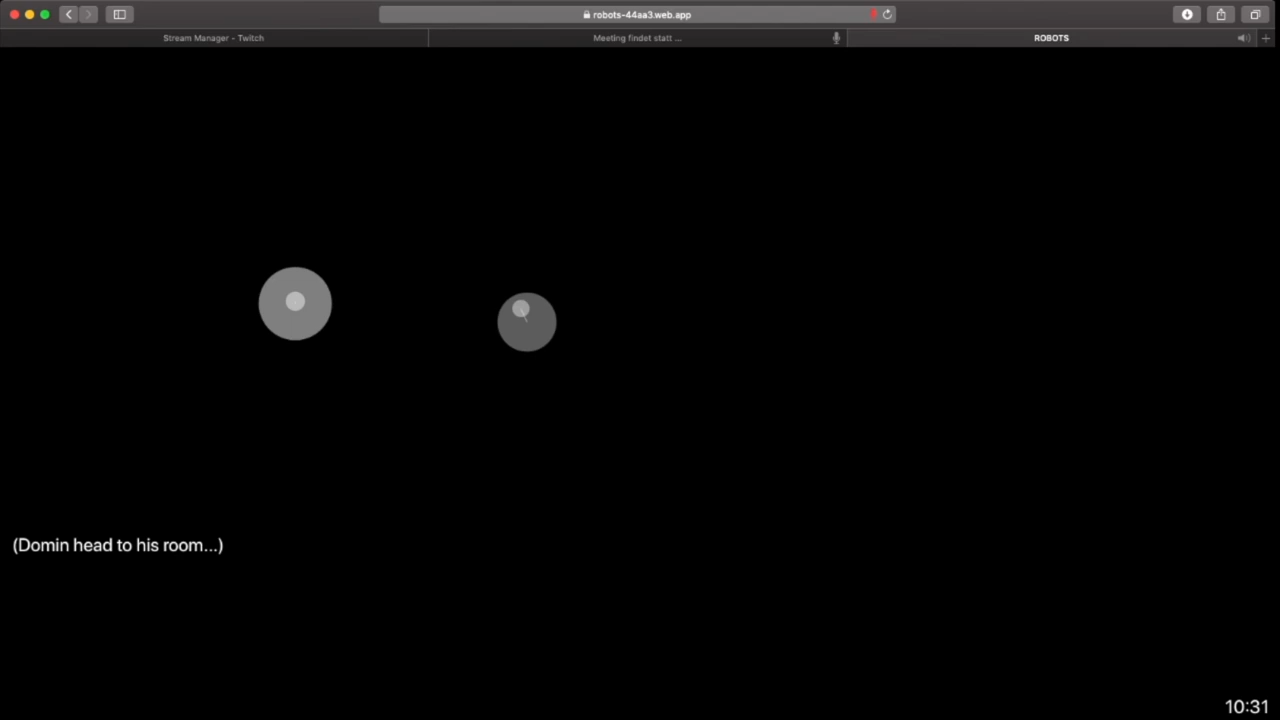 robots-44aa3.web.app
Stream Manager - Twitch
Meeting findet statt ...
ROBOTS
(Domin head to his room...)
10:31